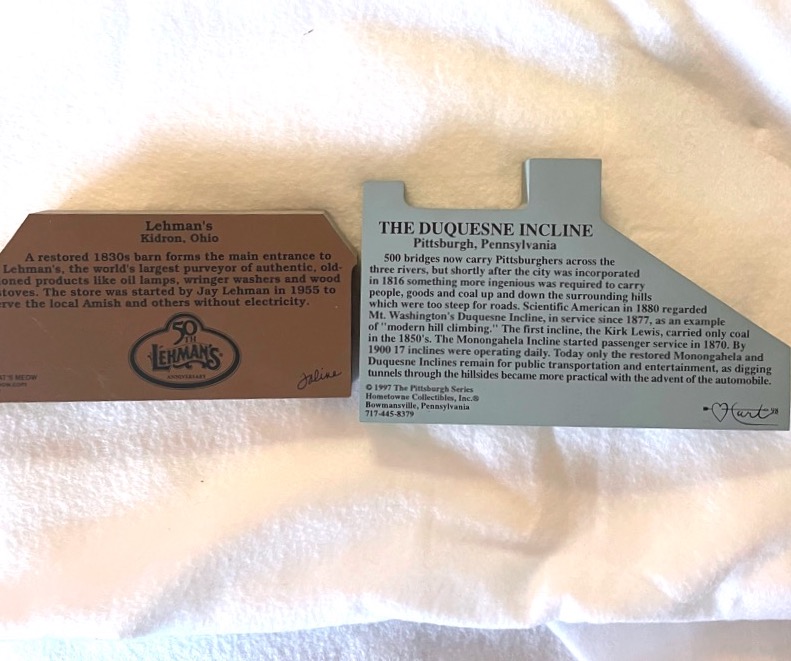 Lehman's
Kidron, Ohio
A restored 1830s barn forms the main entrance to
Lehman's, the world's largest purveyor of authentic, old-
oned products like oil lamps, wringer washers and wood
toves. The store was started by Jay Lehman in 1955 to
rve the local Amish and others without electricity.
50TH
LEHMAN'S
ANNIVERSARY
Jaline
THE DUQUESNE INCLINE
Pittsburgh, Pennsylvania
500 bridges now carry Pittsburghers across the
three rivers, but shortly after the city was incorporated
in 1816 something more ingenious was required to carry
people, goods and coal up and down the surrounding hills
which were too steep for roads. Scientific American in 1880 regarded
Mt. Washington's Duquesne Incline, in service since 1877, as an example
of "modern hill climbing." The first incline, the Kirk Lewis, carried only coal
in the 1850's. The Monongahela Incline started passenger service in 1870. By
1900 17 inclines were operating daily. Today only the restored Monongahela and
Duquesne Inclines remain for public transportation and entertainment, as digging
tunnels through the hillsides became more practical with the advent of the automobile.
© 1997 The Pittsburgh Series
Hometowne Collectibles, Inc.®
Bowmansville, Pennsylvania
717-445-8379
Hart 98